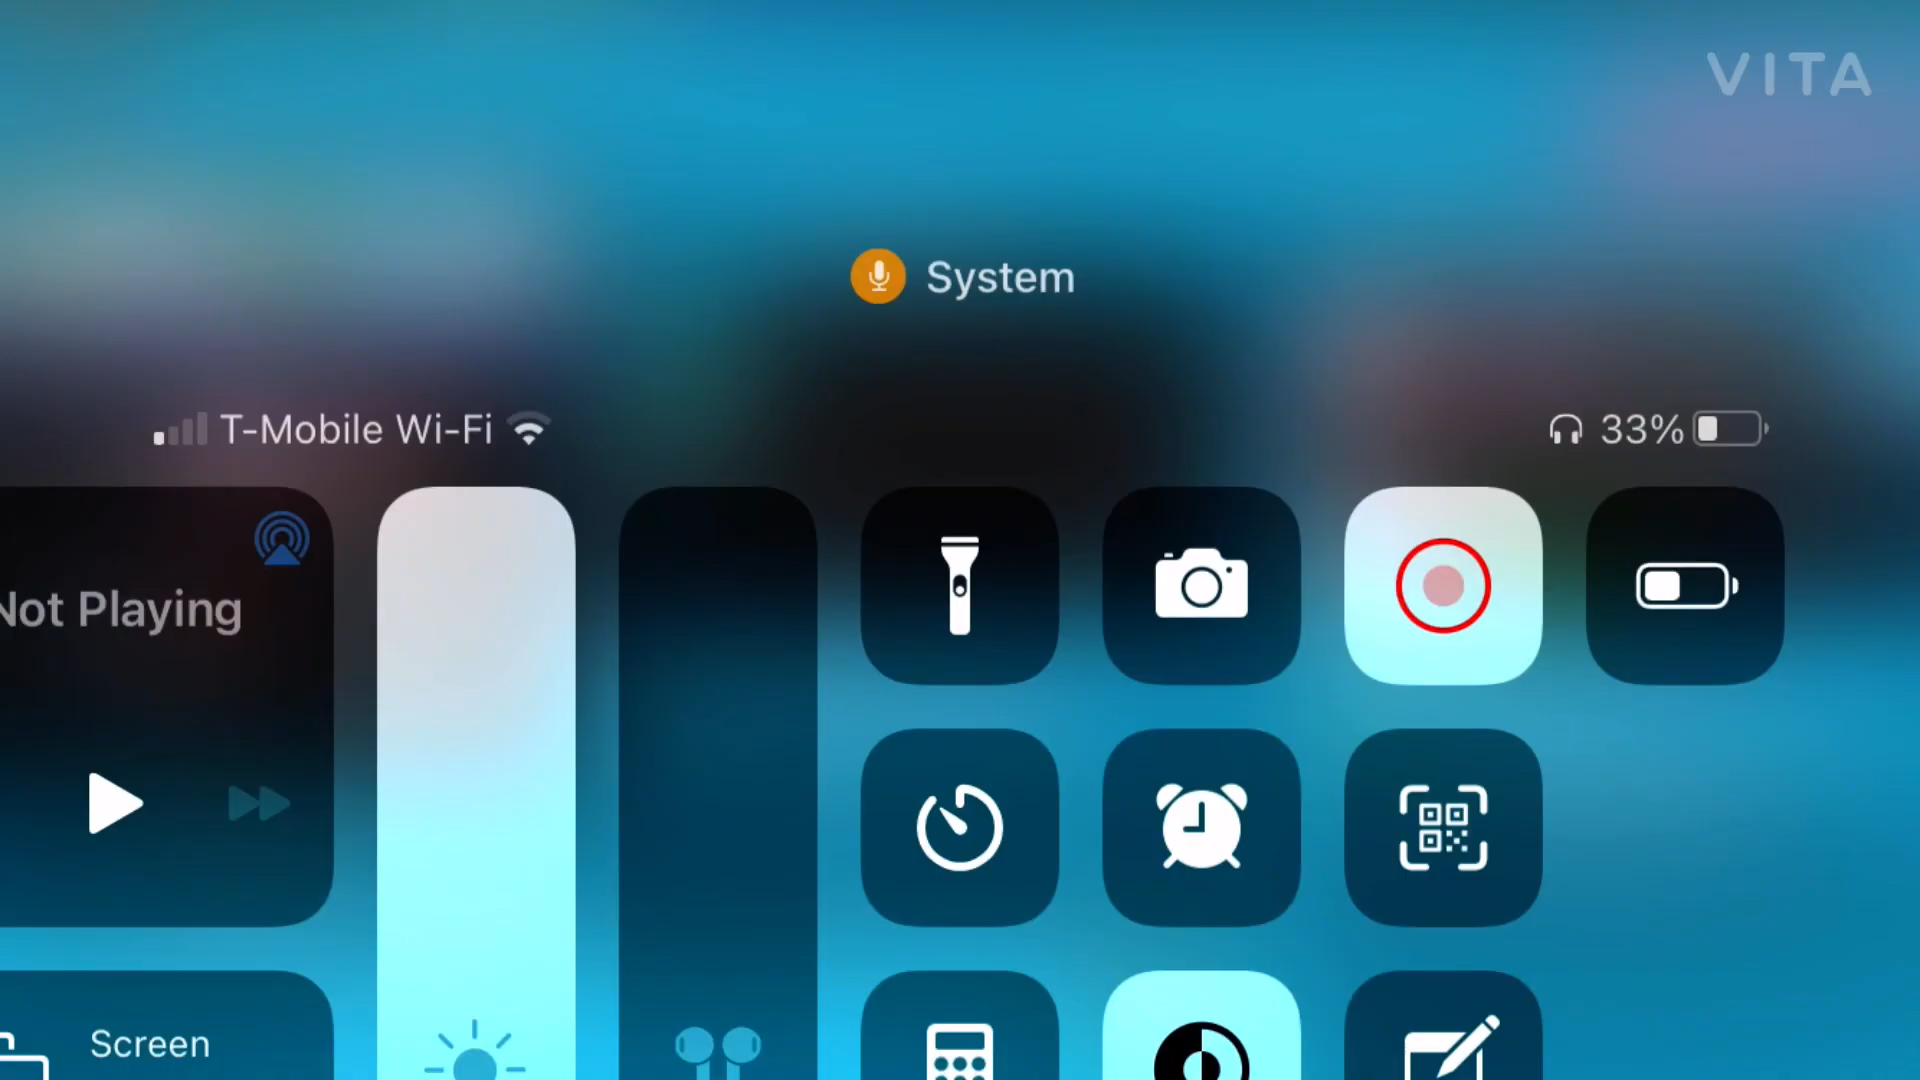 VITA
System
T-Mobile Wi-Fi
33%
Not Playing
Screen